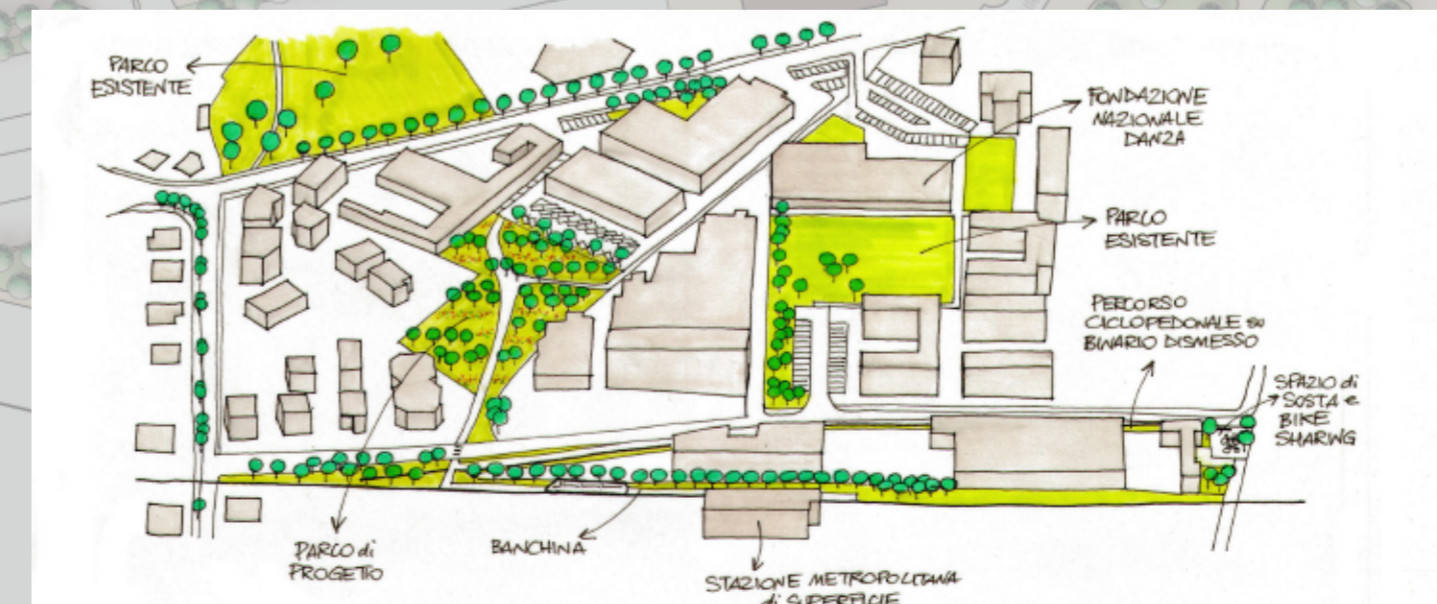 PARCO
ESISTENTE
FONDAZIONE
NAZIONALE
DANZA
PARCO
ESISTENTE
PERCORSO
CICLOPEDONALE su
BINARIO DISMESSO
SPAZIO di
SOSTA e
BIKE
SHARING
PARCO di
PROGETTO
BANCHINA
STAZIONE METROPOLITANA
di SUPERFICIE